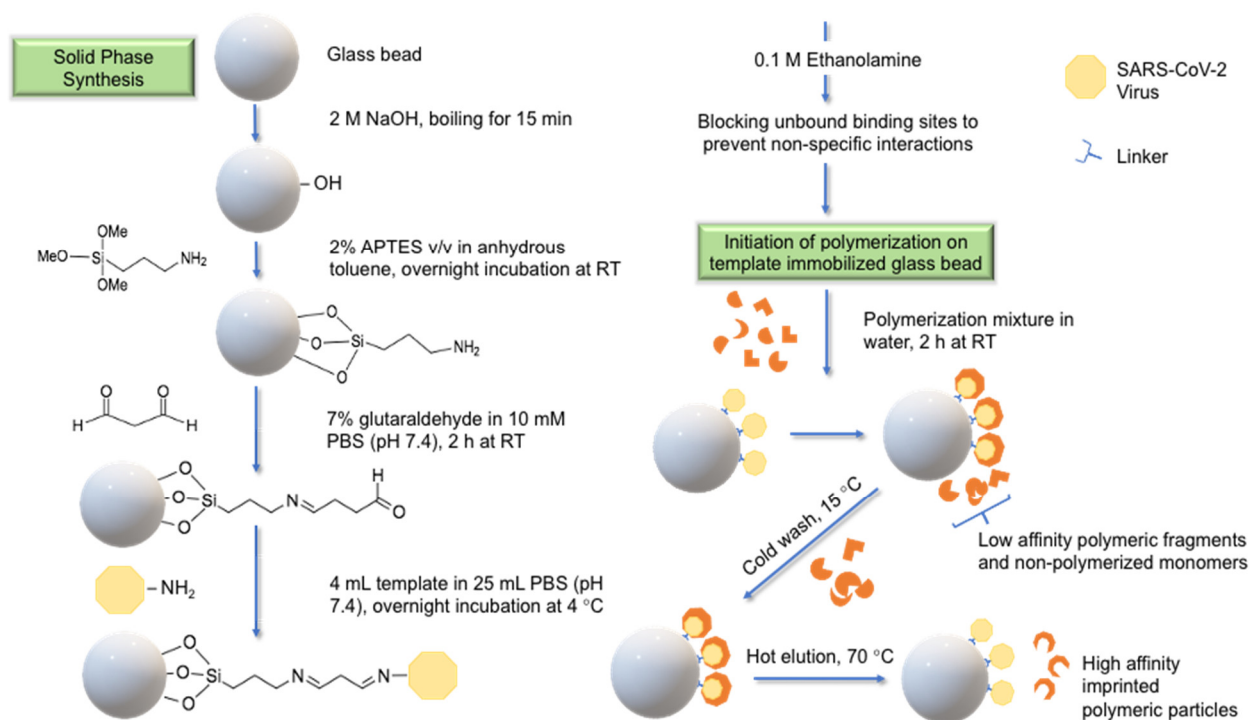 Solid Phase
Synthesis
Glass bead
2 M NaOH, boiling for 15 min
OH
OMe
MeO
Si
NH2
OMe
2% APTES v/v in anhydrous
toluene, overnight incubation at RT
O
O
Si
NH2
O
O
O
H
H
7% glutaraldehyde in 10 mM
PBS (pH 7.4), 2 h at RT
H
O
O
Si
N
O
O
NH2
4 mL template in 25 mL PBS (pH
7.4), overnight incubation at 4 °C
O
O
Si
N
N
O
0.1 M Ethanolamine
Blocking unbound binding sites to
prevent non-specific interactions
Initiation of polymerization on
template immobilized glass bead
Polymerization mixture in
water, 2 h at RT
Low affinity polymeric fragments
and non-polymerized monomers
Cold wash, 15 °C
Hot elution, 70 °C
High affinity
imprinted
polymeric particles
SARS-CoV-2
Virus
Linker